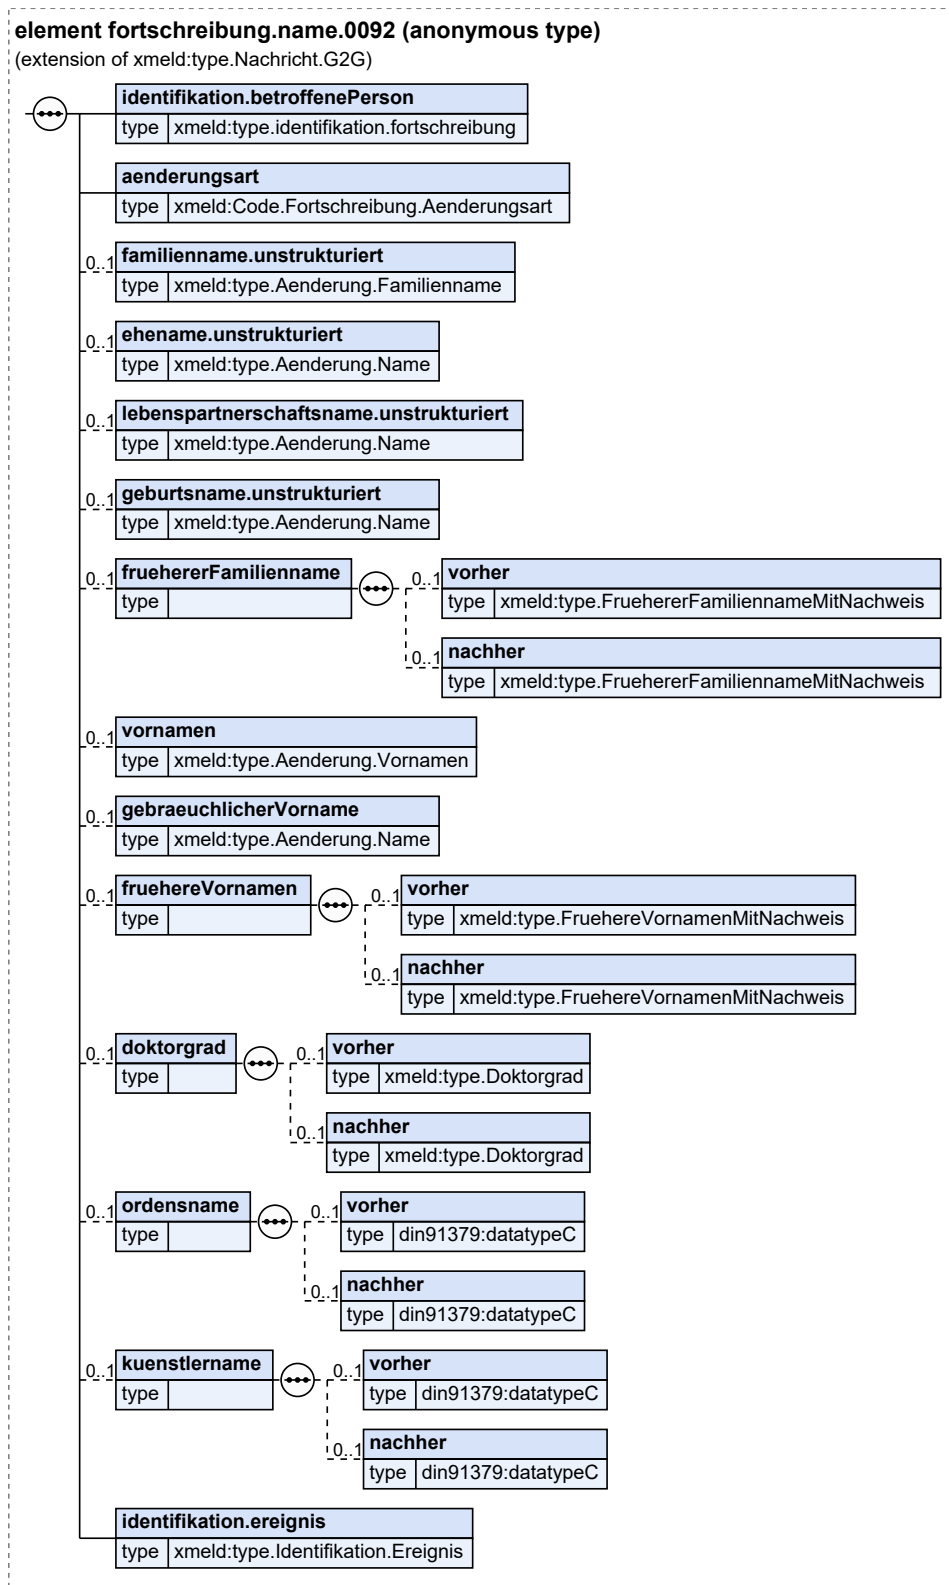 element fortschreibung.name.0092 (anonymous type)
(extension of xmeld:type.Nachricht.G2G)
identifikation.betroffenePerson
type xmeld:type.identifikation.fortschreibung
aenderungsart
type xmeld:Code.Fortschreibung.Aenderungsart
0..1 familienname.unstrukturiert
type xmeld:type.Aenderung.Familienname
0..1 ehename.unstrukturiert
type xmeld:type.Aenderung.Name
0..1 lebenspartnerschaftsname.unstrukturiert
type xmeld:type.Aenderung.Name
0..1 geburtsname.unstrukturiert
type xmeld:type.Aenderung.Name
0..1 fruehererFamilienname
type
0..1 vorher
type xmeld:type.FruehererFamiliennameMitNachweis
0..1 nachher
type xmeld:type.FruehererFamiliennameMitNachweis
0..1 vornamen
type xmeld:type.Aenderung.Vornamen
0..1 gebraeuchlicherVorname
type xmeld:type.Aenderung.Name
0..1 fruehereVornamen
type
0..1 vorher
type xmeld:type.FruehereVornamenMitNachweis
0..1 nachher
type xmeld:type.FruehereVornamenMitNachweis
0..1 doktorgrad
type
0..1 vorher
type xmeld:type.Doktorgrad
0..1 nachher
type xmeld:type.Doktorgrad
0..1 ordensname
type
0..1 vorher
type din91379:datatypeC
0..1 nachher
type din91379:datatypeC
0..1 kuenstlername
type
0..1 vorher
type din91379:datatypeC
0..1 nachher
type din91379:datatypeC
identifikation.ereignis
type xmeld:type.Identifikation.Ereignis